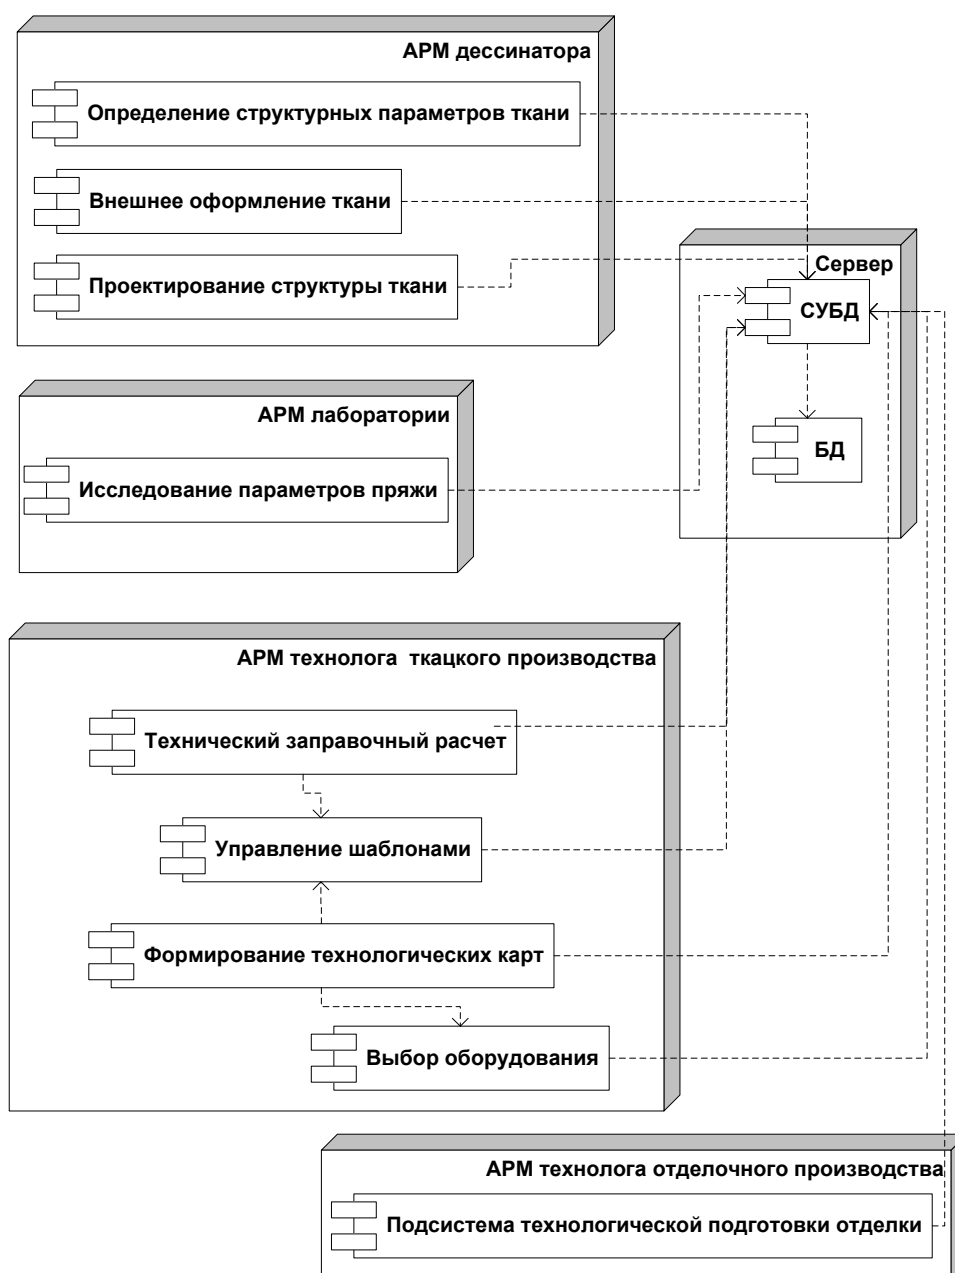 АРМ дессинатора
Определение структурных параметров ткани
Внешнее оформление ткани
Проектирование структуры ткани
Сервер
СУБД
БД
АРМ лаборатории
Исследование параметров пряжи
АРМ технолога ткацкого производства
Технический заправочный расчет
Управление шаблонами
Формирование технологических карт
Выбор оборудования
АРМ технолога отделочного производства
Подсистема технологической подготовки отделки